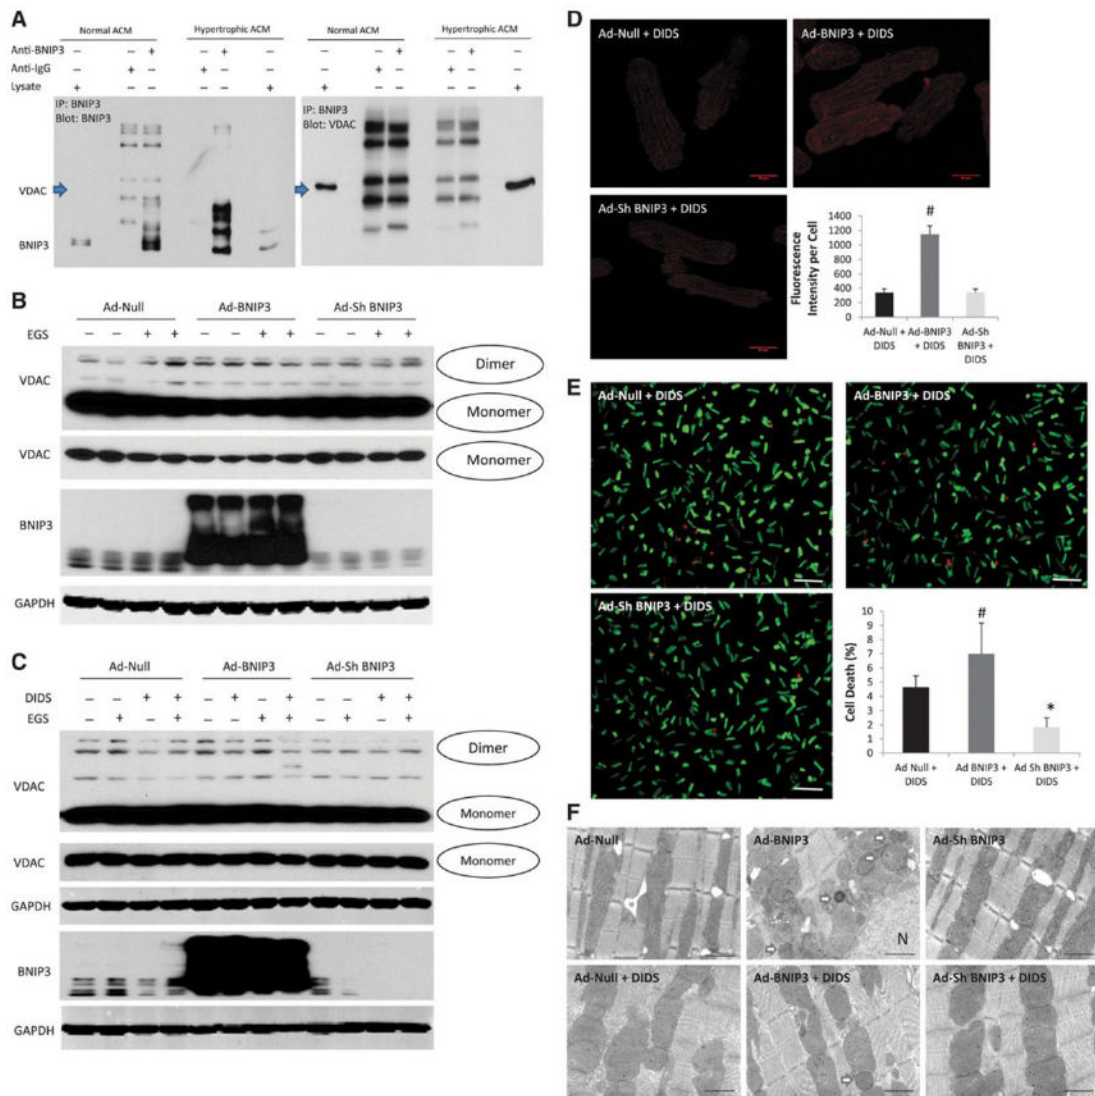 A
Normal ACM
Hypertrophic ACM
Normal ACM
Hypertrophic ACM
Anti-BNIP3 – – + – + – – – + – + –
Anti-IgG – + – + – – – + – + – –
Lysate + – – – – + + – – – – +
IP: BNIP3
Blot: BNIP3
IP: BNIP3
Blot: VDAC
VDAC
BNIP3
B
Ad-Null
Ad-BNIP3
Ad-Sh BNIP3
EGS – – + + – – + + – – + +
VDAC
Dimer
Monomer
VDAC
Monomer
BNIP3
GAPDH
C
Ad-Null
Ad-BNIP3
Ad-Sh BNIP3
DIDS – – + + – + – + – – + +
EGS – + – + – – + + – + – +
VDAC
Dimer
Monomer
VDAC
Monomer
GAPDH
BNIP3
GAPDH
D
Ad-Null + DIDS
Ad-BNIP3 + DIDS
Ad-Sh BNIP3 + DIDS
Fluorescence
Intensity per Cell
1400
1200
1000
800
600
400
200
0
#
Ad-Null +
DIDS
Ad-BNIP3
+ DIDS
Ad-Sh
BNIP3 +
DIDS
E
Ad-Null + DIDS
Ad-BNIP3 + DIDS
Ad-Sh BNIP3 + DIDS
Cell Death (%)
10
9
8
7
6
5
4
3
2
1
0
#
*
Ad Null +
DIDS
Ad BNIP3 +
DIDS
Ad Sh BNIP3 +
DIDS
F
Ad-Null
Ad-BNIP3
N
Ad-Sh BNIP3
Ad-Null + DIDS
Ad-BNIP3 + DIDS
Ad-Sh BNIP3 + DIDS